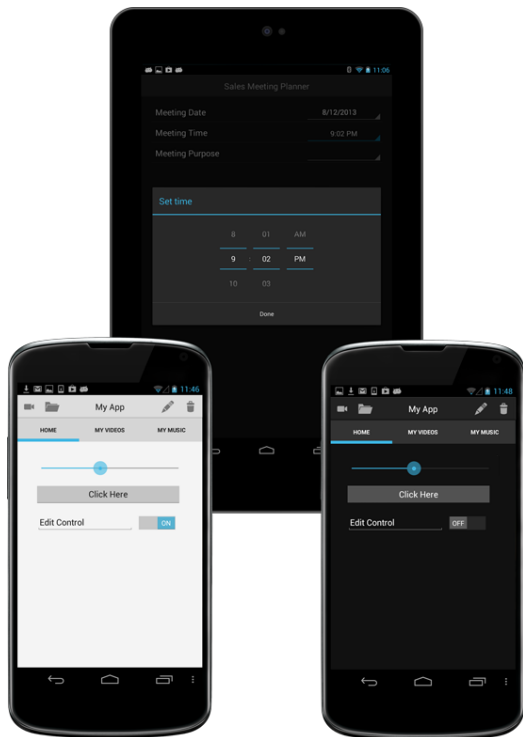 11:06
Sales Meeting Planner
Meeting Date 8/12/2013
Meeting Time 9:02 PM
Meeting Purpose
Set time
8 01 AM
9 : 02 PM
10 03
Done
11:46
My App
HOME MY VIDEOS MY MUSIC
Click Here
Edit Control ON
11:48
My App
HOME MY VIDEOS MY MUSIC
Click Here
Edit Control OFF